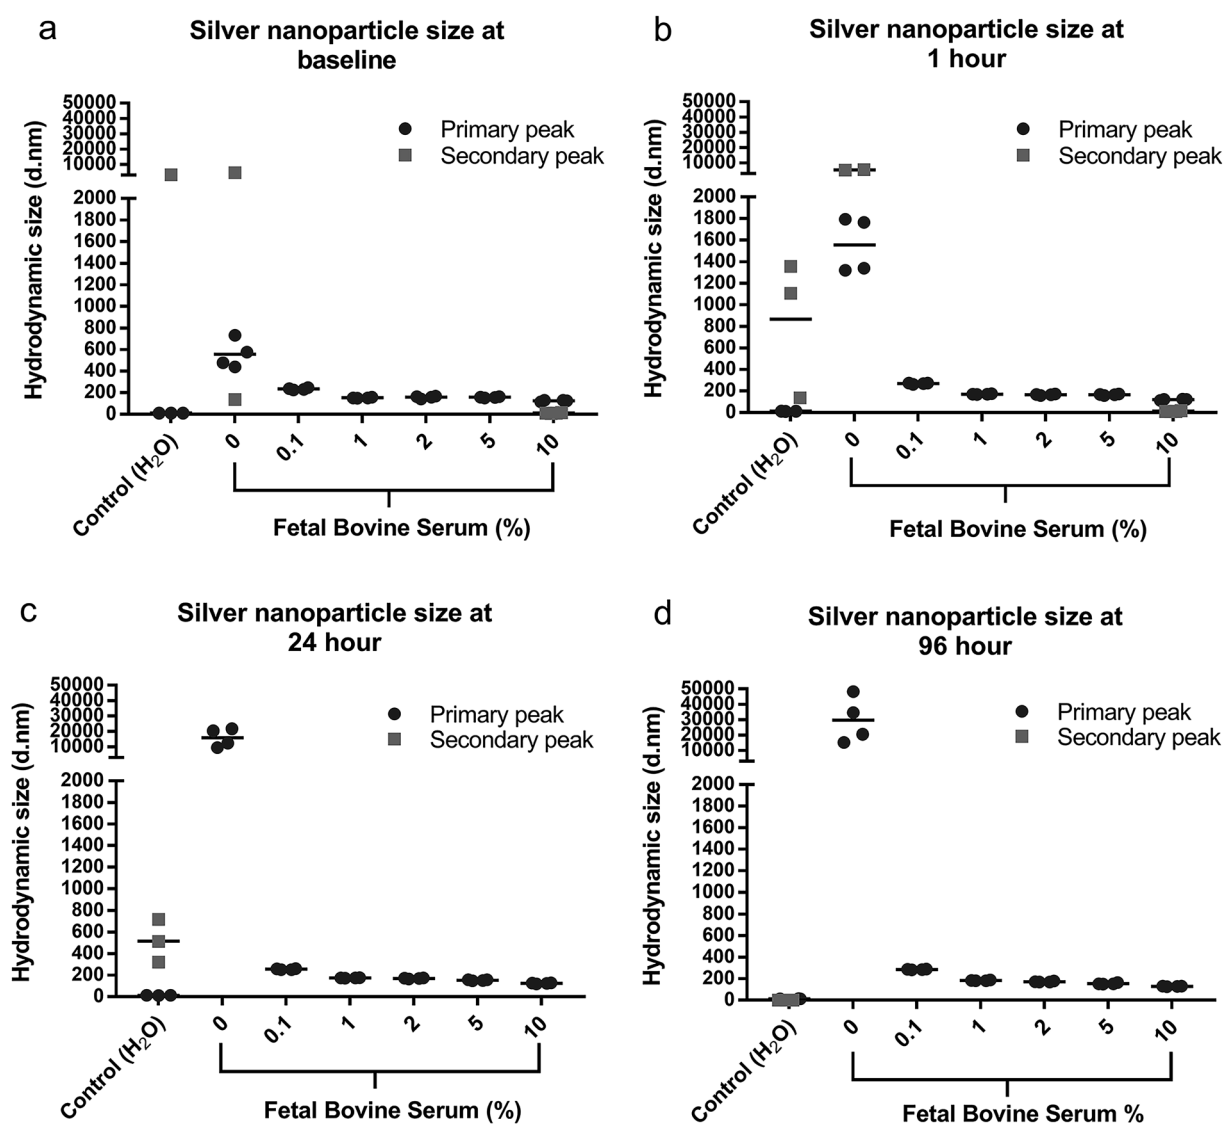 a
Silver nanoparticle size at
baseline
Hydrodynamic size (d.nm)
50000
40000
30000
20000
10000
2000
1800
1600
1400
1200
1000
800
600
400
200
0
Primary peak
Secondary peak
Control (H2O)
0
0.1
1
2
5
10
Fetal Bovine Serum (%)
b
Silver nanoparticle size at
1 hour
Hydrodynamic size (d.nm)
50000
40000
30000
20000
10000
2000
1800
1600
1400
1200
1000
800
600
400
200
0
Primary peak
Secondary peak
Control (H2O)
0
0.1
1
2
5
10
Fetal Bovine Serum (%)
c
Silver nanoparticle size at
24 hour
Hydrodynamic size (d.nm)
50000
40000
30000
20000
10000
2000
1800
1600
1400
1200
1000
800
600
400
200
0
Primary peak
Secondary peak
Control (H2O)
0
0.1
1
2
5
10
Fetal Bovine Serum (%)
d
Silver nanoparticle size at
96 hour
Hydrodynamic size (d.nm)
50000
40000
30000
20000
10000
2000
1800
1600
1400
1200
1000
800
600
400
200
0
Primary peak
Secondary peak
Control (H2O)
0
0.1
1
2
5
10
Fetal Bovine Serum %